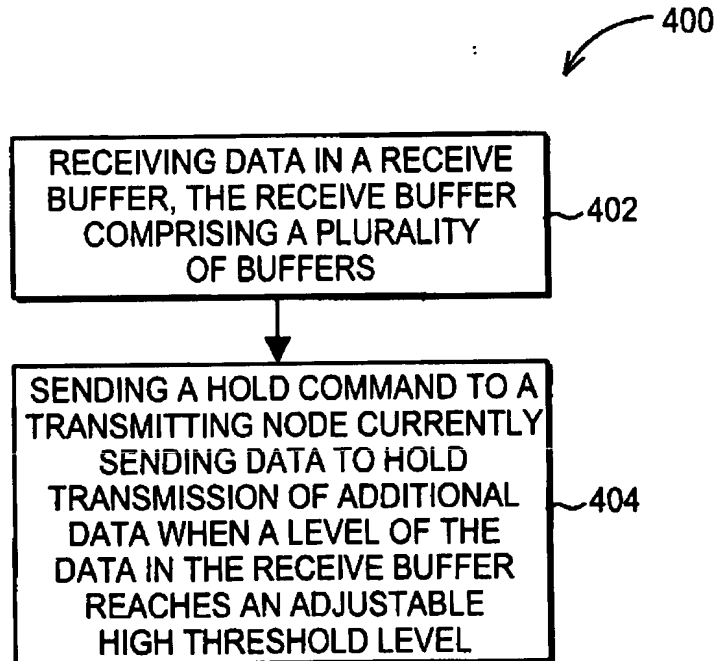 400
RECEIVING DATA IN A RECEIVE
BUFFER, THE RECEIVE BUFFER
COMPRISING A PLURALITY
OF BUFFERS
402
SENDING A HOLD COMMAND TO A
TRANSMITTING NODE CURRENTLY
SENDING DATA TO HOLD
TRANSMISSION OF ADDITIONAL
DATA WHEN A LEVEL OF THE
DATA IN THE RECEIVE BUFFER
REACHES AN ADJUSTABLE
HIGH THRESHOLD LEVEL
404